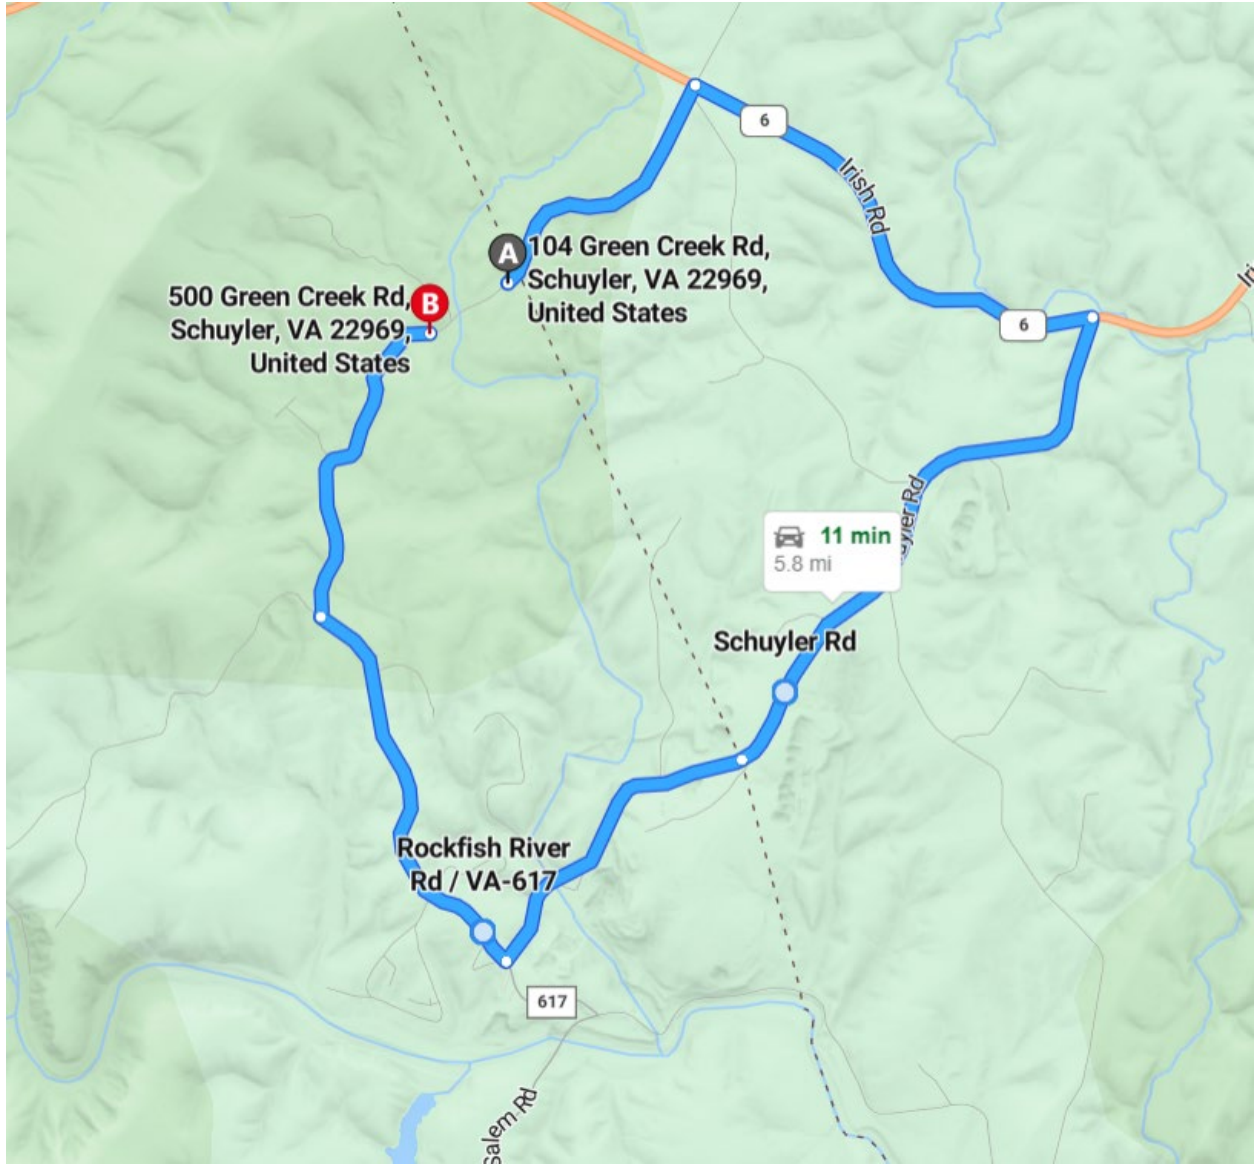 6
Irish Rd
A
104 Green Creek Rd,
Schuyler, VA 22969,
United States
500 Green Creek Rd,
Schuyler, VA 22969,
United States
B
6
11 min
5.8 mi
Schuyler Rd
Rockfish River
Rd / VA-617
617
Salem Rd